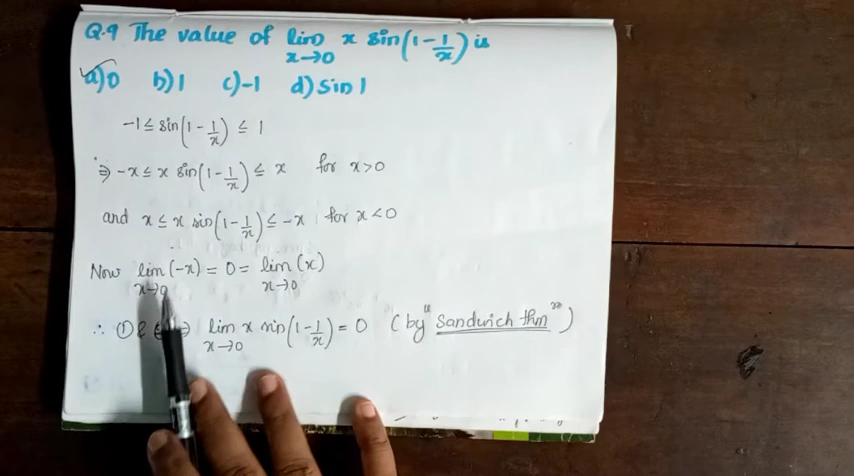 Q.9 The value of lim x→0 x sin(1-1/x) is
a) 0 b) 1 c) -1 d) sin 1
-1 ≤ sin(1-1/x) ≤ 1
⇒ -x ≤ x sin(1-1/x) ≤ x for x>0
and x ≤ x sin(1-1/x) ≤ -x for x<0
Now lim x→0 (-x) = 0 = lim x→0 (x)
∴ ① & ⇒ lim x→0 x sin(1-1/x) = 0 (by "Sandwich thm")